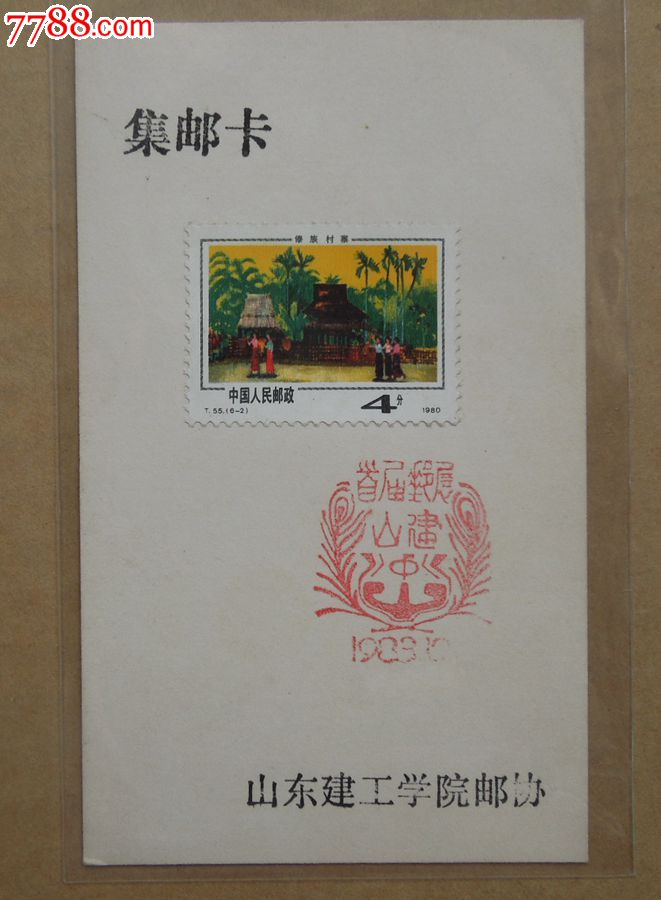 7788.com
集邮卡
傣族村寨
中国人民邮政
4分
T.55.(6-2)
1980
首届邮展
山建
1983.10
山东建工学院邮协